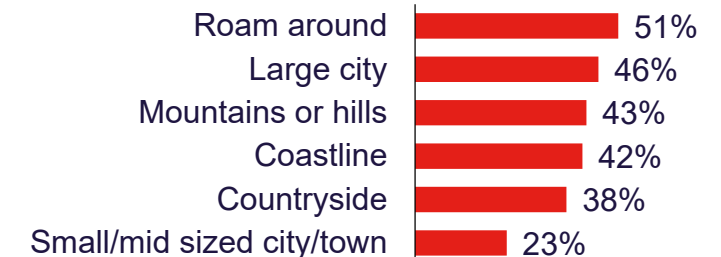 Roam around 51%
Large city 46%
Mountains or hills 43%
Coastline 42%
Countryside 38%
Small/mid sized city/town 23%